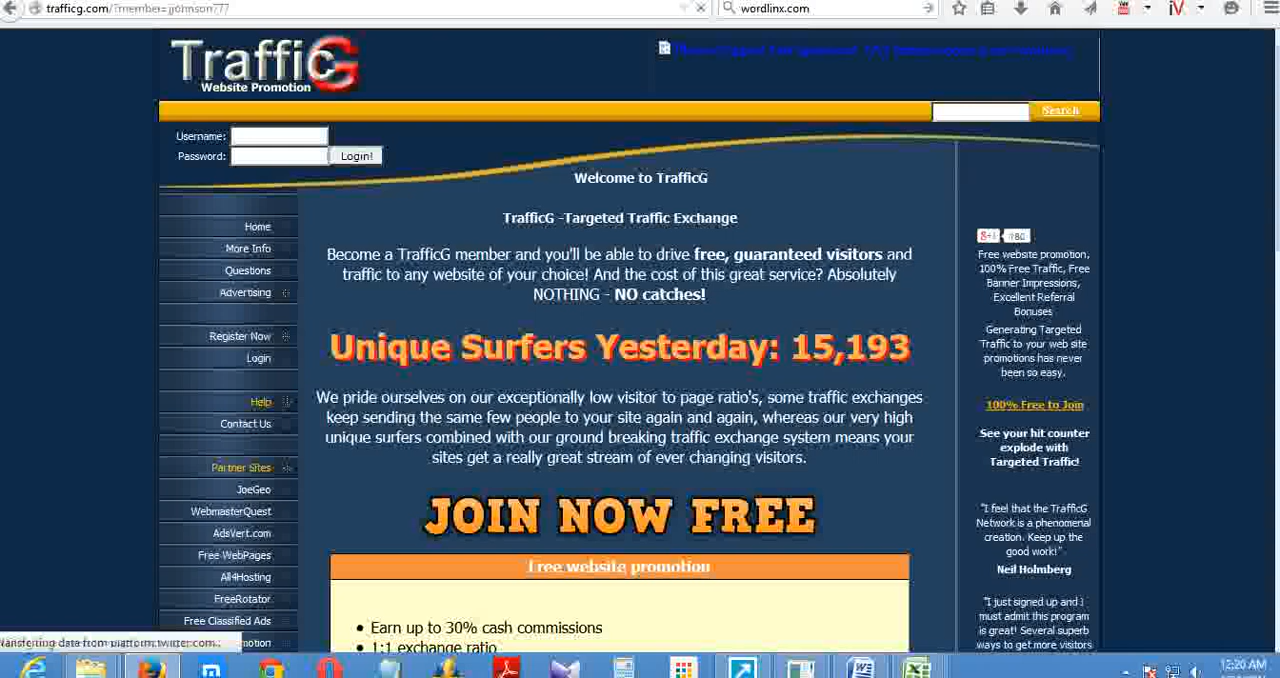 trafficg.com/?member=jjohnson777
wordlinx.com
TrafficG
Website Promotion
Search
Username:
Password:
Login!
Welcome to TrafficG
TrafficG -Targeted Traffic Exchange
Become a TrafficG member and you'll be able to drive free, guaranteed visitors and
traffic to any website of your choice! And the cost of this great service? Absolutely
NOTHING - NO catches!
Unique Surfers Yesterday: 15,193
We pride ourselves on our exceptionally low visitor to page ratio's, some traffic exchanges
keep sending the same few people to your site again and again, whereas our very high
unique surfers combined with our ground breaking traffic exchange system means your
sites get a really great stream of ever changing visitors.
JOIN NOW FREE
Free website promotion
• Earn up to 30% cash commissions
• 1:1 exchange ratio
Home
More Info
Questions
Advertising
Register Now
Login
Help
Contact Us
Partner Sites
JoeGeo
WebmasterQuest
AdsVert.com
Free WebPages
All4Hosting
FreeRotator
Free Classified Ads
motion
Transferring data from platform.twitter.com...
g+1 180
Free website promotion,
100% Free Traffic, Free
Banner Impressions,
Excellent Referral
Bonuses
Generating Targeted
Traffic to your web site
promotions has never
been so easy.
100% Free to Join
See your hit counter
explode with
Targeted Traffic!
"I feel that the TrafficG
Network is a phenomenal
creation. Keep up the
good work!"
Neil Holmberg
"I just signed up and i
must admit this program
is great! Several superb
ways to get more visitors
12:20 AM